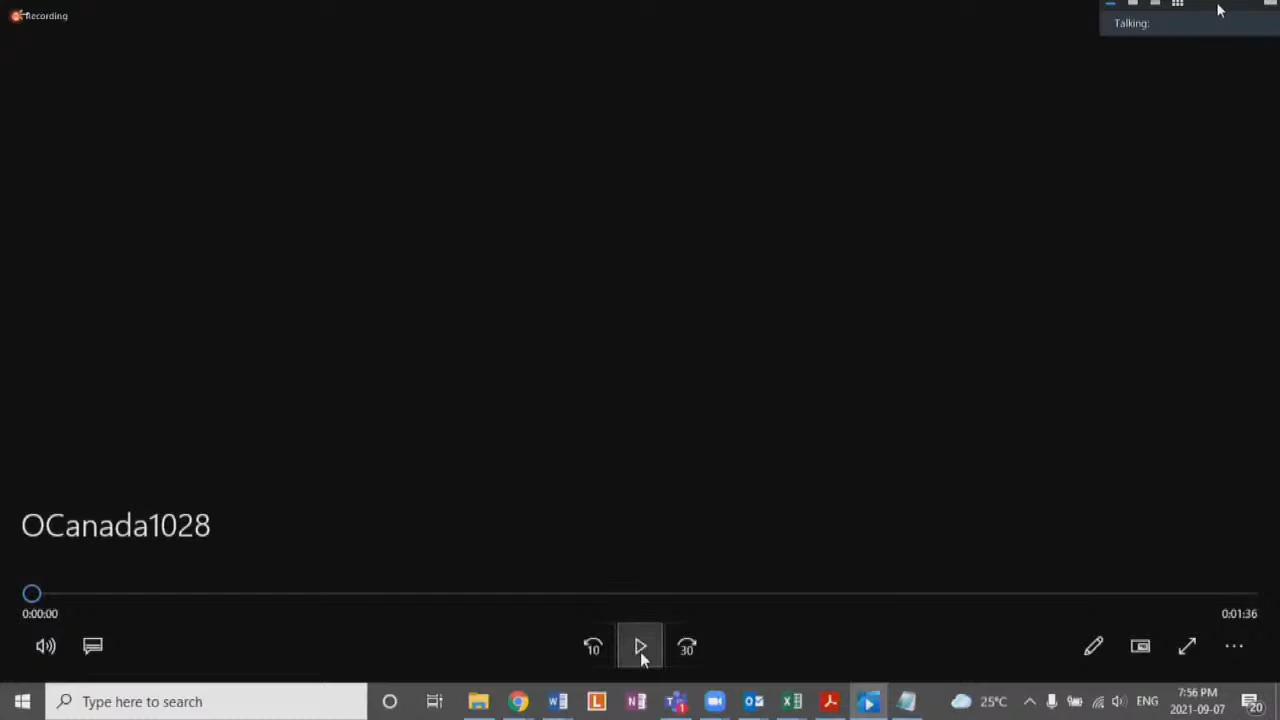 Recording
Talking:
OCanada1028
0:00:00
0:01:36
10
30
Type here to search
1
25°C
ENG
7:56 PM
2021-09-07
20